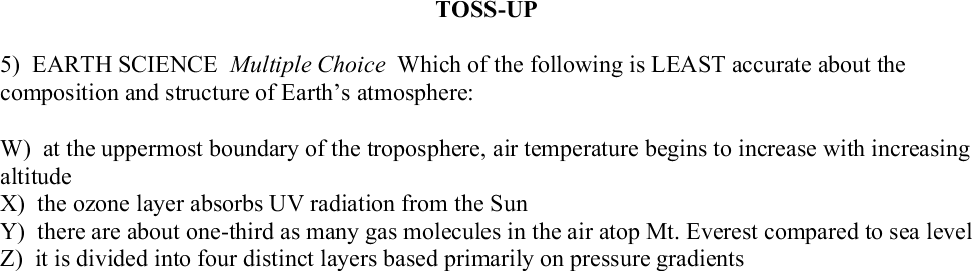 TOSS-UP
5) EARTH SCIENCE Multiple Choice Which of the following is LEAST accurate about the
composition and structure of Earth’s atmosphere:
W) at the uppermost boundary of the troposphere, air temperature begins to increase with increasing
altitude
X) the ozone layer absorbs UV radiation from the Sun
Y) there are about one-third as many gas molecules in the air atop Mt. Everest compared to sea level
Z) it is divided into four distinct layers based primarily on pressure gradients